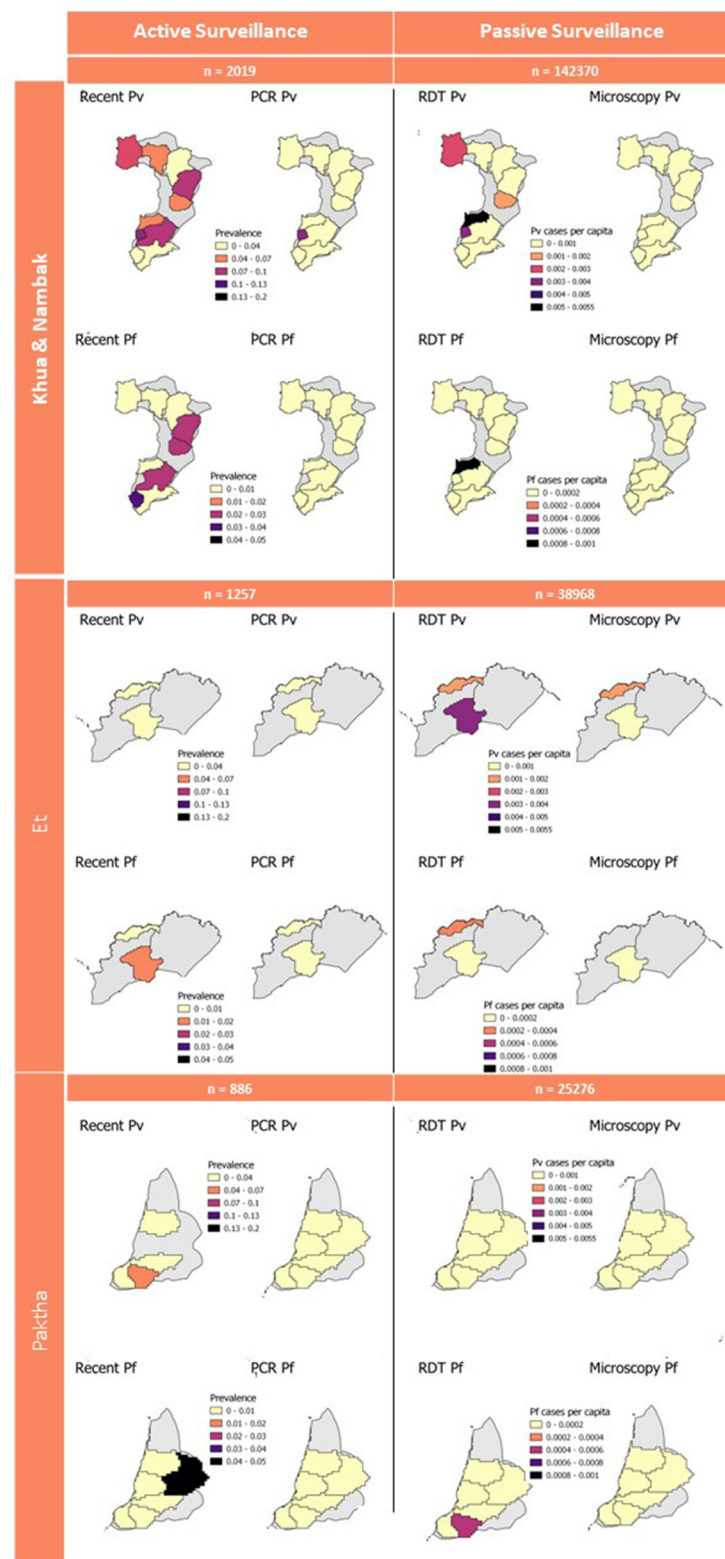 Active Surveillance
Passive Surveillance
n = 2019
n = 142370
Khua & Nambak
Recent Pv
PCR Pv
RDT Pv
Microscopy Pv
Prevalence
0 - 0.04
0.04 - 0.07
0.07 - 0.1
0.1 - 0.13
0.13 - 0.2
Pv cases per capita
0 - 0.001
0.001 - 0.002
0.002 - 0.003
0.003 - 0.004
0.004 - 0.005
0.005 - 0.0055
Recent Pf
PCR Pf
RDT Pf
Microscopy Pf
Prevalence
0 - 0.01
0.01 - 0.02
0.02 - 0.03
0.03 - 0.04
0.04 - 0.05
Pf cases per capita
0 - 0.0002
0.0002 - 0.0004
0.0004 - 0.0006
0.0006 - 0.0008
0.0008 - 0.001
n = 1257
n = 38968
Et
Recent Pv
PCR Pv
RDT Pv
Microscopy Pv
Prevalence
0 - 0.04
0.04 - 0.07
0.07 - 0.1
0.1 - 0.13
0.13 - 0.2
Pv cases per capita
0 - 0.001
0.001 - 0.002
0.002 - 0.003
0.003 - 0.004
0.004 - 0.005
0.005 - 0.0055
Recent Pf
PCR Pf
RDT Pf
Microscopy Pf
Prevalence
0 - 0.01
0.01 - 0.02
0.02 - 0.03
0.03 - 0.04
0.04 - 0.05
Pf cases per capita
0 - 0.0002
0.0002 - 0.0004
0.0004 - 0.0006
0.0006 - 0.0008
0.0008 - 0.001
n = 886
n = 25276
Paktha
Recent Pv
PCR Pv
RDT Pv
Microscopy Pv
Prevalence
0 - 0.04
0.04 - 0.07
0.07 - 0.1
0.1 - 0.13
0.13 - 0.2
Pv cases per capita
0 - 0.001
0.001 - 0.002
0.002 - 0.003
0.003 - 0.004
0.004 - 0.005
0.005 - 0.0055
Recent Pf
PCR Pf
RDT Pf
Microscopy Pf
Prevalence
0 - 0.01
0.01 - 0.02
0.02 - 0.03
0.03 - 0.04
0.04 - 0.05
Pf cases per capita
0 - 0.0002
0.0002 - 0.0004
0.0004 - 0.0006
0.0006 - 0.0008
0.0008 - 0.001